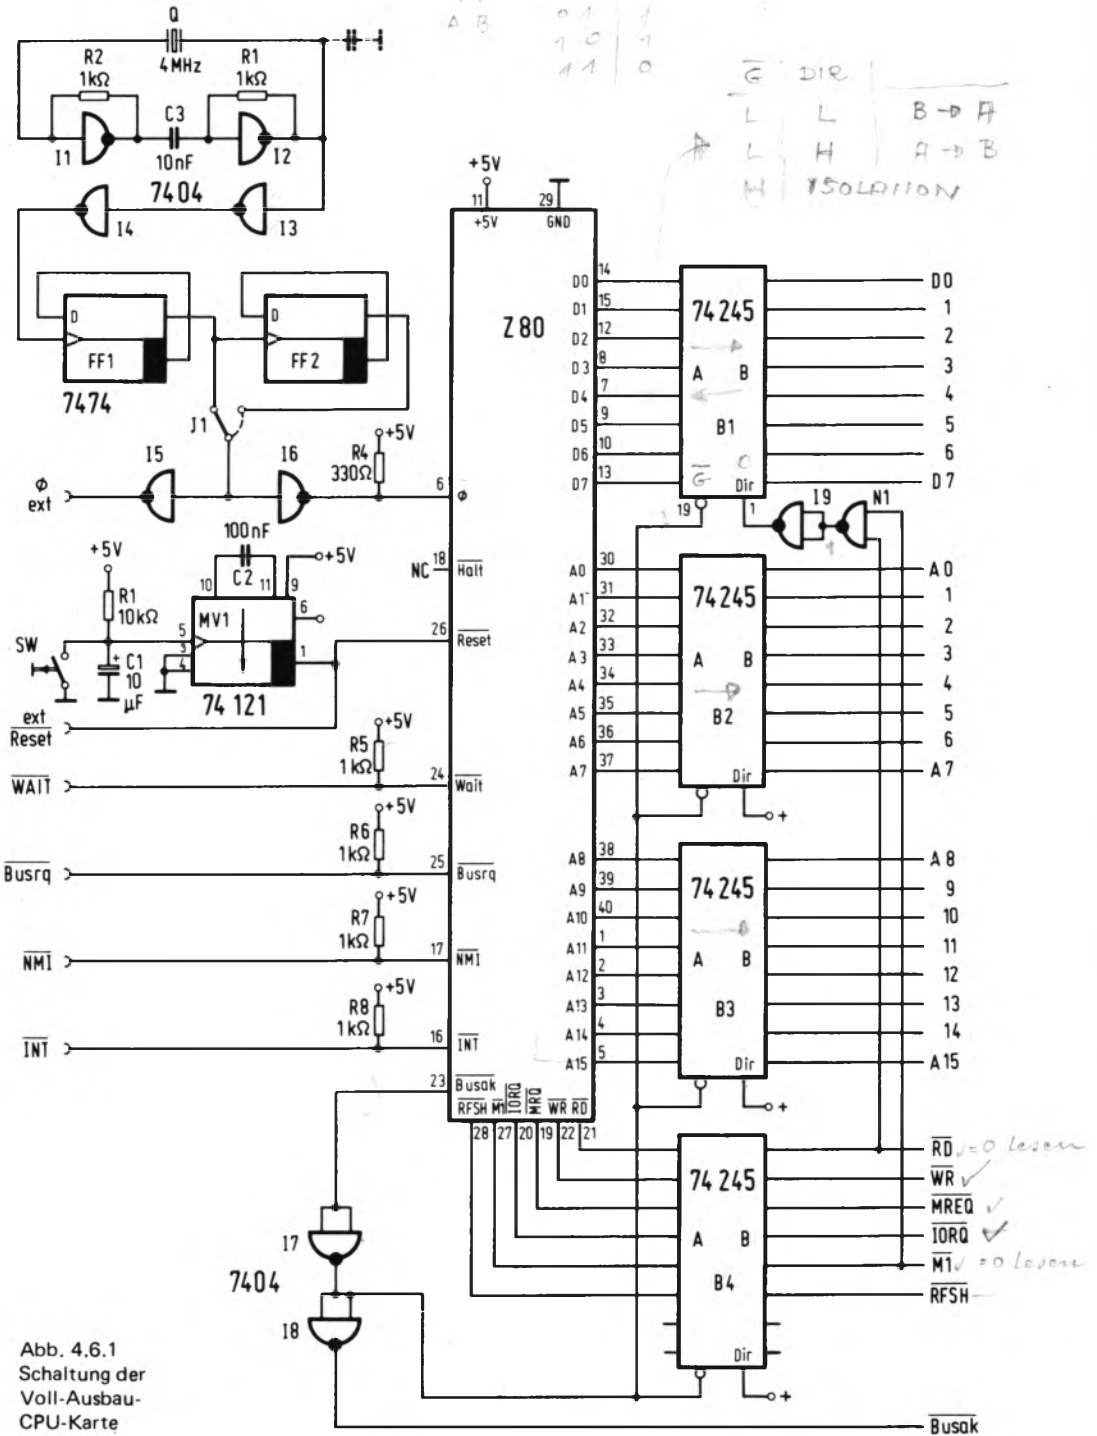 Q
4MHz
R2
1kΩ
R1
1kΩ
C3
10nF
I1
I2
7404
I4
I3
D
FF1
D
FF2
7474
J1
I5
I6
+5V
R4
330Ω
Φ
ext
6
Φ
100nF
C2
+5V
10
11
9
+5V
R1
10kΩ
MV1
6
5
3
4
1
SW
+
C1
10
µF
74 121
ext
Reset
NC
18
Halt
26
Reset
+5V
R5
1kΩ
WAIT
24
Wait
+5V
R6
1kΩ
Busrq
25
Busrq
+5V
R7
1kΩ
NMI
17
NMI
+5V
R8
1kΩ
INT
16
INT
23
Busak
RFSH M1 IORQ MRQ WR RD
28 27 20 19 22 21
+5V
11
+5V
29
GND
Z 80
D0 14
D1 15
D2 12
D3 8
D4 7
D5 9
D6 10
D7 13
A0 30
A1 31
A2 32
A3 33
A4 34
A5 35
A6 36
A7 37
A8 38
A9 39
A10 40
A11 1
A12 2
A13 3
A14 4
A15 5
A B
0 1 1
1 0 1
1 1 0
G DIR
L L B → A
L H A → B
H ISOLATION
74 245
A B
B1
G
0
Dir
19
1
I9
N1
D0
1
2
3
4
5
6
D7
74 245
A B
B2
Dir
+
A0
1
2
3
4
5
6
A7
74 245
A B
B3
Dir
+
A8
9
10
11
12
13
14
A15
74 245
A B
B4
Dir
+
RD = 0 lesen
WR ✓
MREQ ✓
IORQ ✓
M1 = 0 lesen
RFSH
Busak
I7
7404
I8
Abb. 4.6.1
Schaltung der
Voll-Ausbau-
CPU-Karte